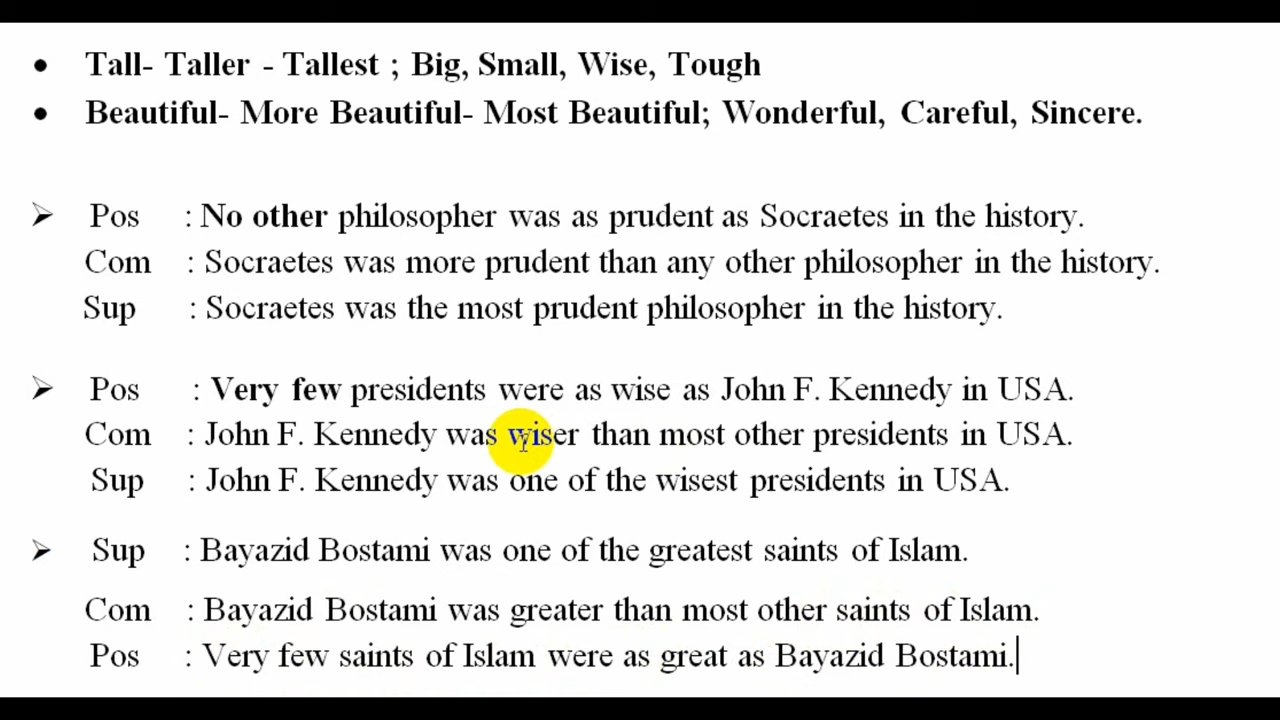 • Tall- Taller - Tallest ; Big, Small, Wise, Tough
• Beautiful- More Beautiful- Most Beautiful; Wonderful, Careful, Sincere.
➢ Pos : No other philosopher was as prudent as Socraetes in the history.
Com : Socraetes was more prudent than any other philosopher in the history.
Sup : Socraetes was the most prudent philosopher in the history.
➢ Pos : Very few presidents were as wise as John F. Kennedy in USA.
Com : John F. Kennedy was wiser than most other presidents in USA.
Sup : John F. Kennedy was one of the wisest presidents in USA.
➢ Sup : Bayazid Bostami was one of the greatest saints of Islam.
Com : Bayazid Bostami was greater than most other saints of Islam.
Pos : Very few saints of Islam were as great as Bayazid Bostami.